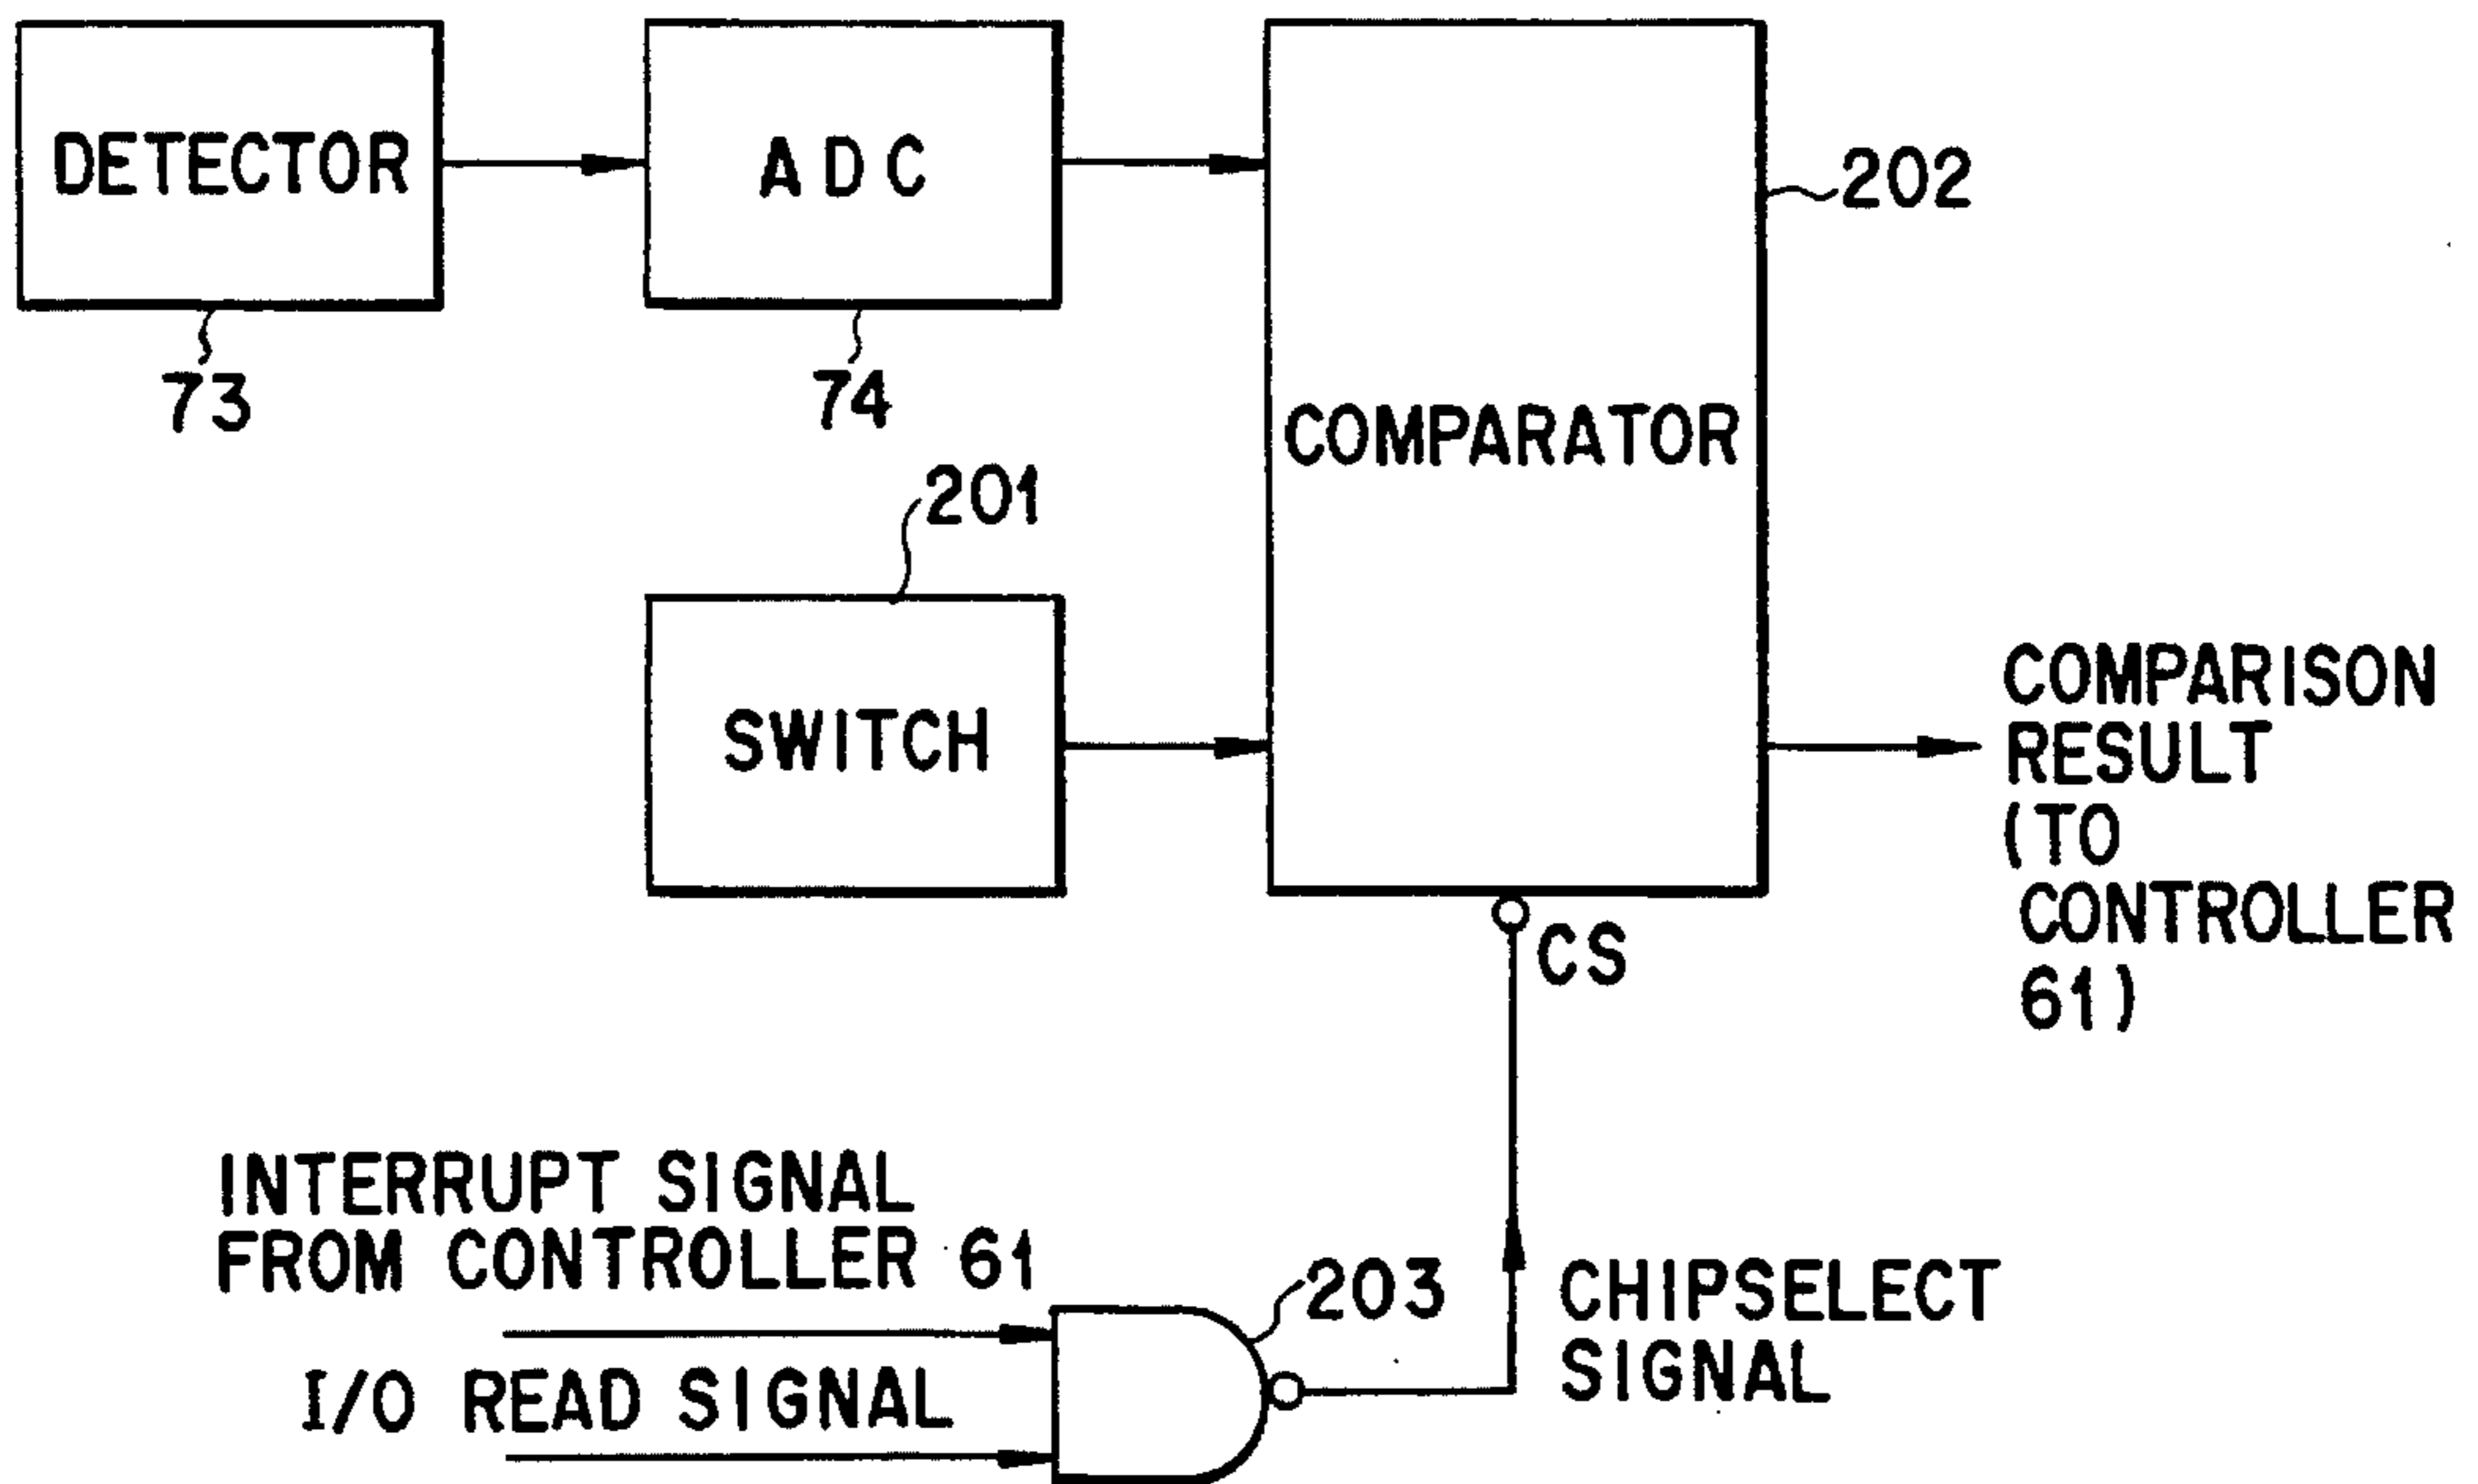 DETECTOR
ADC
202
73
74
COMPARATOR
201
SWITCH
COMPARISON
RESULT
(TO
CONTROLLER
61)
CS
INTERRUPT SIGNAL
FROM CONTROLLER 61
203
CHIPSELECT
SIGNAL
I/O READ SIGNAL